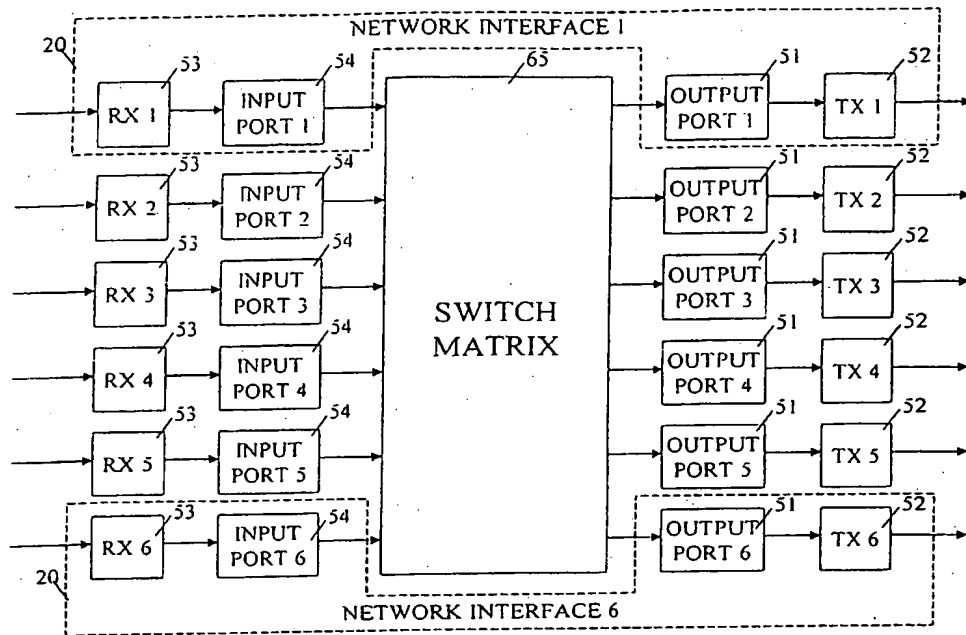 NETWORK INTERFACE 1
20
53
54
65
51
52
RX 1
INPUT
PORT 1
OUTPUT
PORT 1
TX 1
53
54
51
52
RX 2
INPUT
PORT 2
OUTPUT
PORT 2
TX 2
53
54
51
52
RX 3
INPUT
PORT 3
SWITCH
MATRIX
OUTPUT
PORT 3
TX 3
53
54
51
52
RX 4
INPUT
PORT 4
OUTPUT
PORT 4
TX 4
53
54
51
52
RX 5
INPUT
PORT 5
OUTPUT
PORT 5
TX 5
53
54
51
52
RX 6
INPUT
PORT 6
OUTPUT
PORT 6
TX 6
20
NETWORK INTERFACE 6